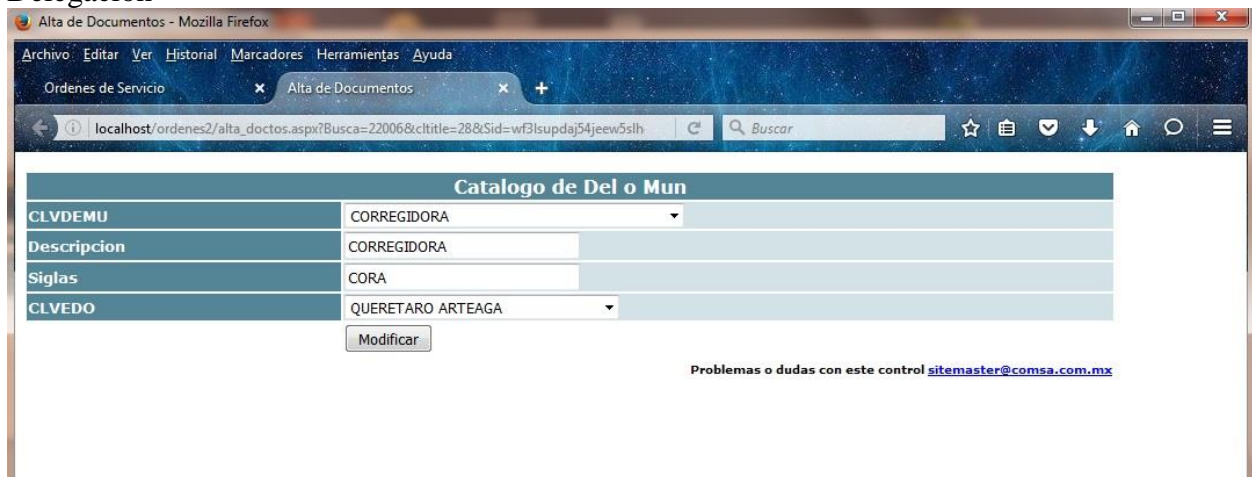 Delegación
Alta de Documentos - Mozilla Firefox
Archivo Editar Ver Historial Marcadores Herramientas Ayuda
Ordenes de Servicio Alta de Documentos
localhost/ordenes2/alta_doctos.aspx?Busca=22006&cltitle=28&Sid=wf3lsupdaj54jeew5slh Buscar
Catalogo de Del o Mun
CLVDEMU CORREGIDORA
Descripcion CORREGIDORA
Siglas CORA
CLVEDO QUERETARO ARTEAGA
Modificar
Problemas o dudas con este control sitemaster@comsa.com.mx